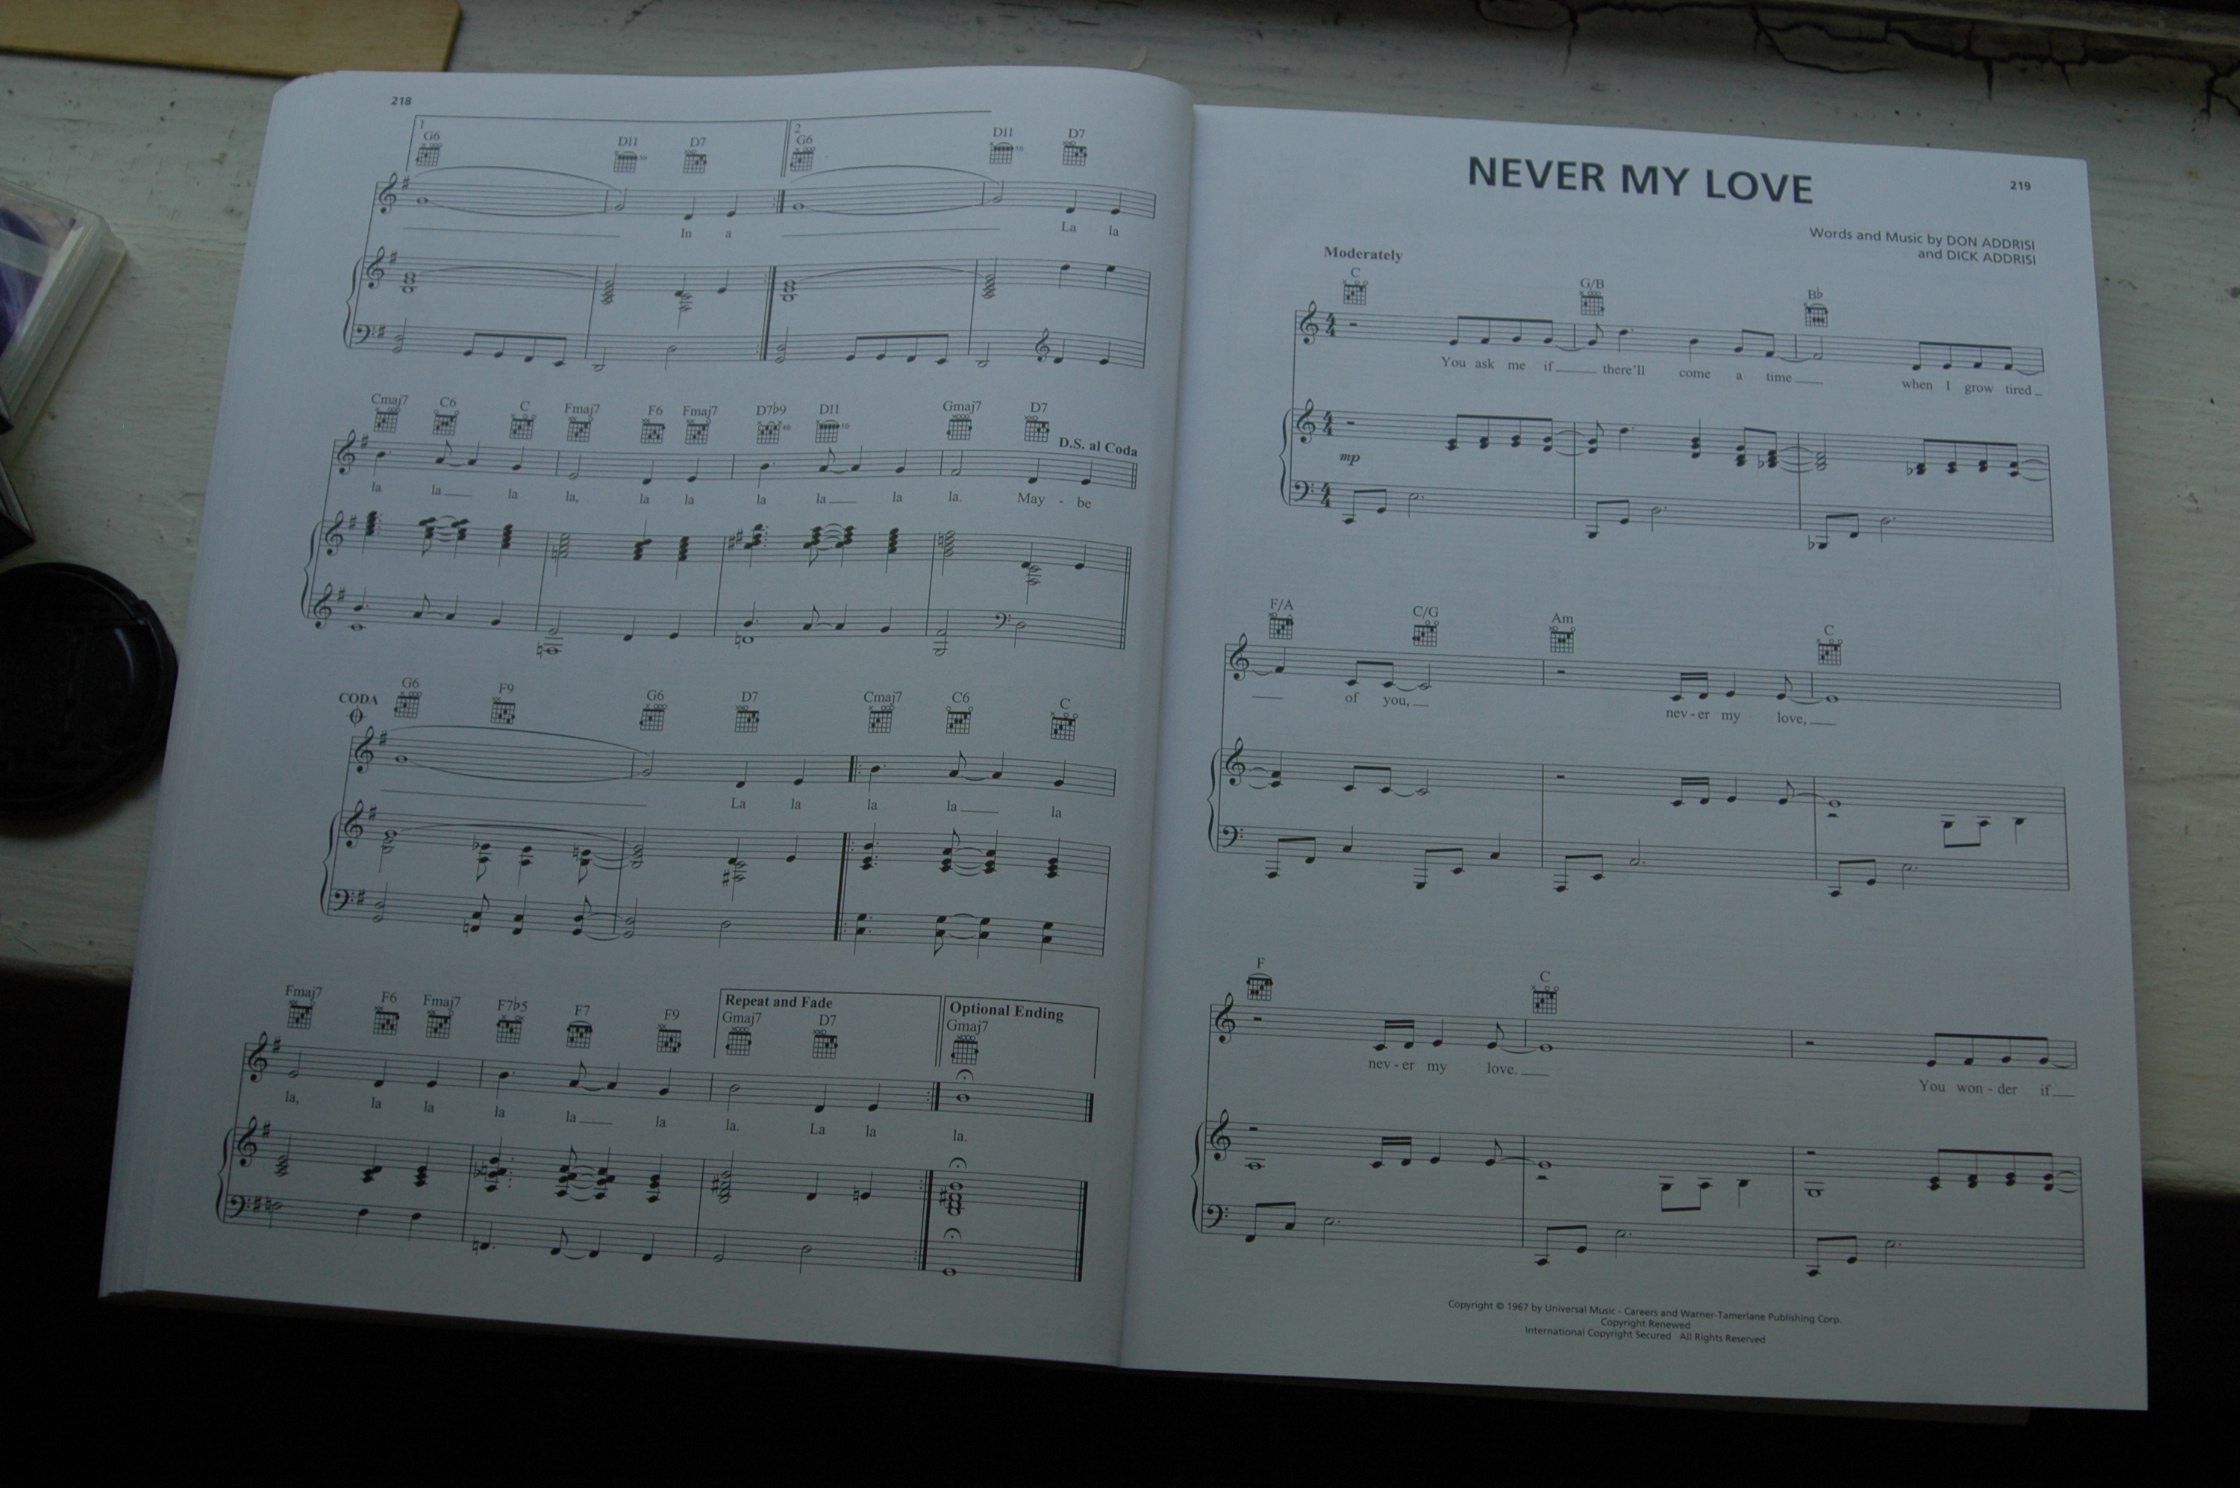 218
1 2
G6 D11 D7 G6 D11 D7
In a La la
Cmaj7 C6 C Fmaj7 F6 Fmaj7 D7♭9 D11 Gmaj7 D7
D.S. al Coda
la la la la, la la la la la la. May - be
CODA
G6 F9 G6 D7 Cmaj7 C6 C
La la la la la
Fmaj7 F6 Fmaj7 F7♭5 F7 F9 Repeat and Fade Gmaj7 D7 Optional Ending Gmaj7
la, la la la la la la. La la la.
NEVER MY LOVE
219
Words and Music by DON ADDRISI
and DICK ADDRISI
Moderately
C G/B B♭
You ask me if there'll come a time when I grow tired
mp
F/A C/G Am C
of you, nev - er my love,
F C
nev - er my love. You won - der if
Copyright © 1967 by Universal Music - Careers and Warner-Tamerlane Publishing Corp.
Copyright Renewed
International Copyright Secured All Rights Reserved